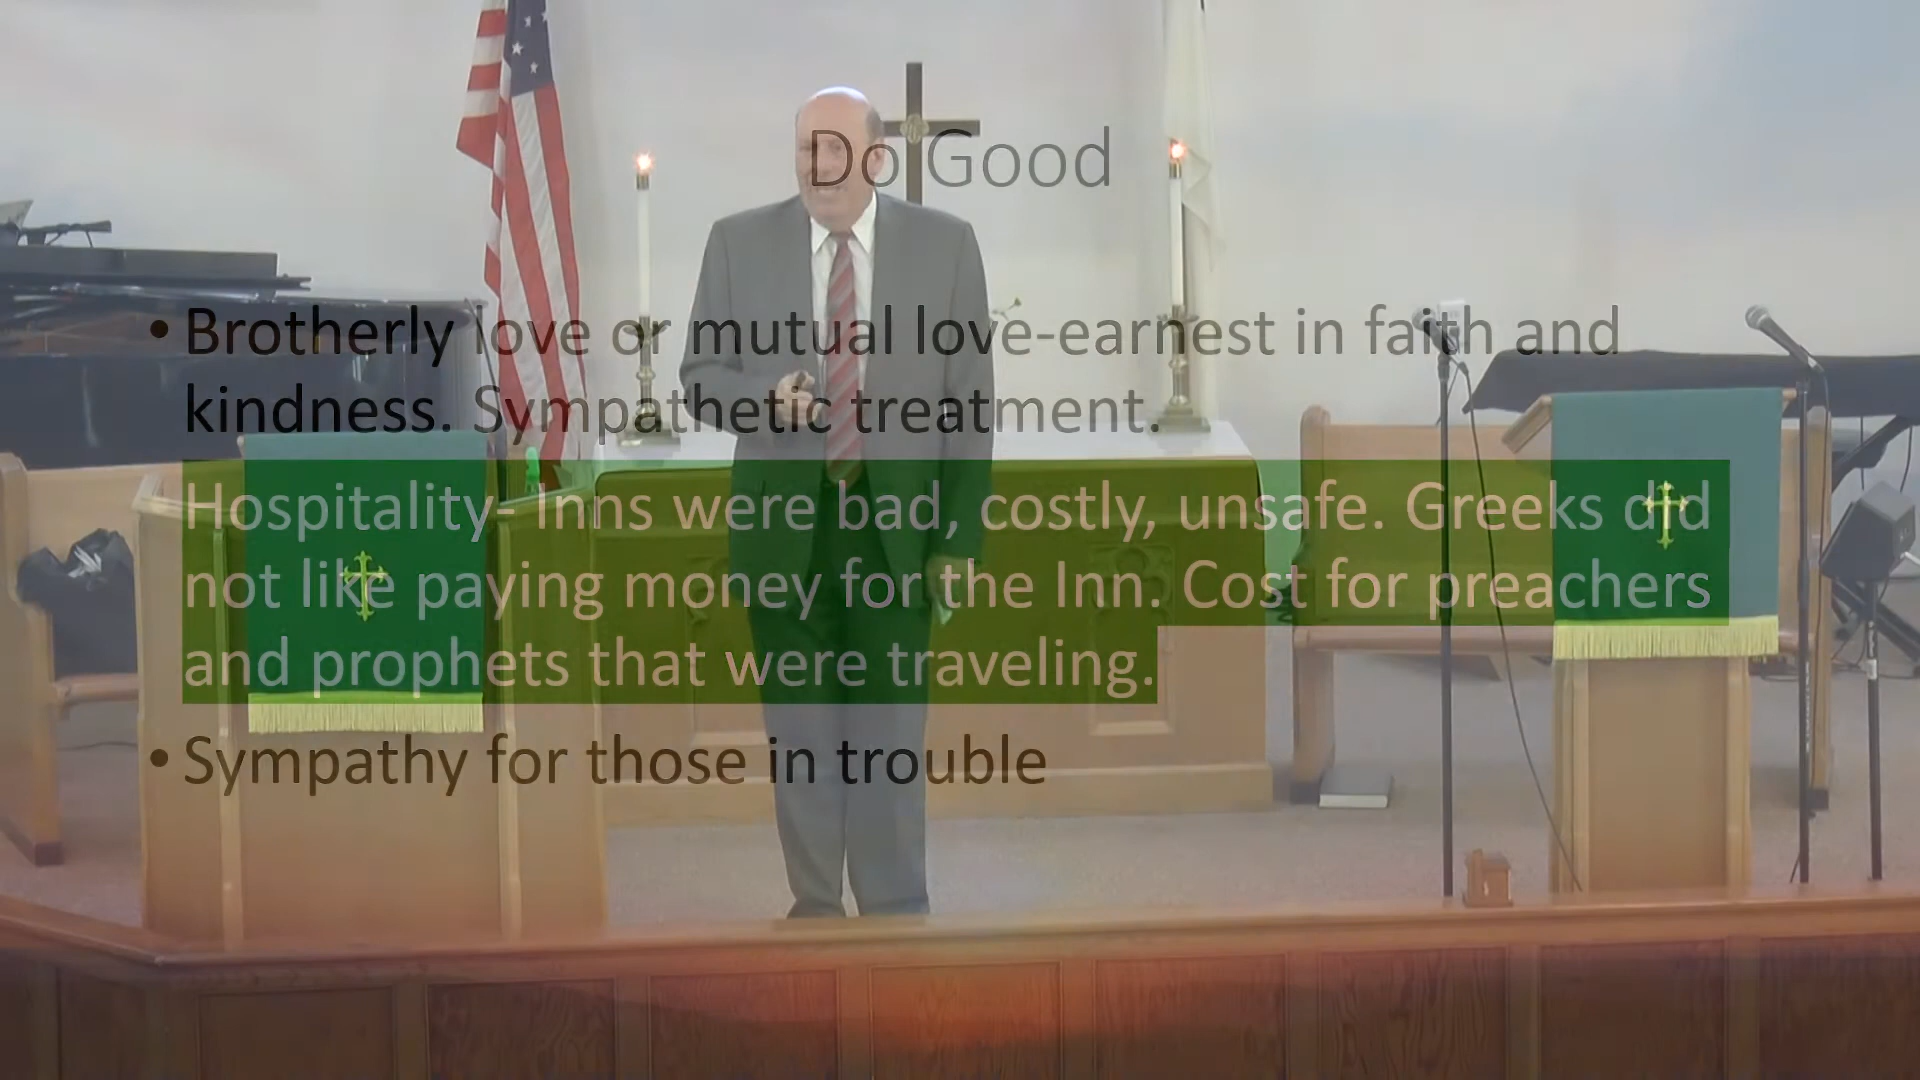 Do Good
• Brotherly love or mutual love-earnest in faith and
kindness. Sympathetic treatment.
Hospitality- Inns were bad, costly, unsafe. Greeks did
not like paying money for the Inn. Cost for preachers
and prophets that were traveling.
• Sympathy for those in trouble